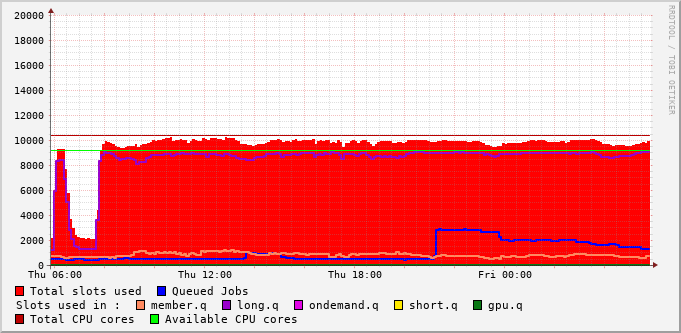 20000
18000
16000
14000
12000
10000
8000
6000
4000
2000
0
Thu 06:00 Thu 12:00 Thu 18:00 Fri 00:00
RRDTOOL / TOBI OETIKER
Total slots used Queued Jobs
Slots used in : member.q long.q ondemand.q short.q gpu.q
Total CPU cores Available CPU cores